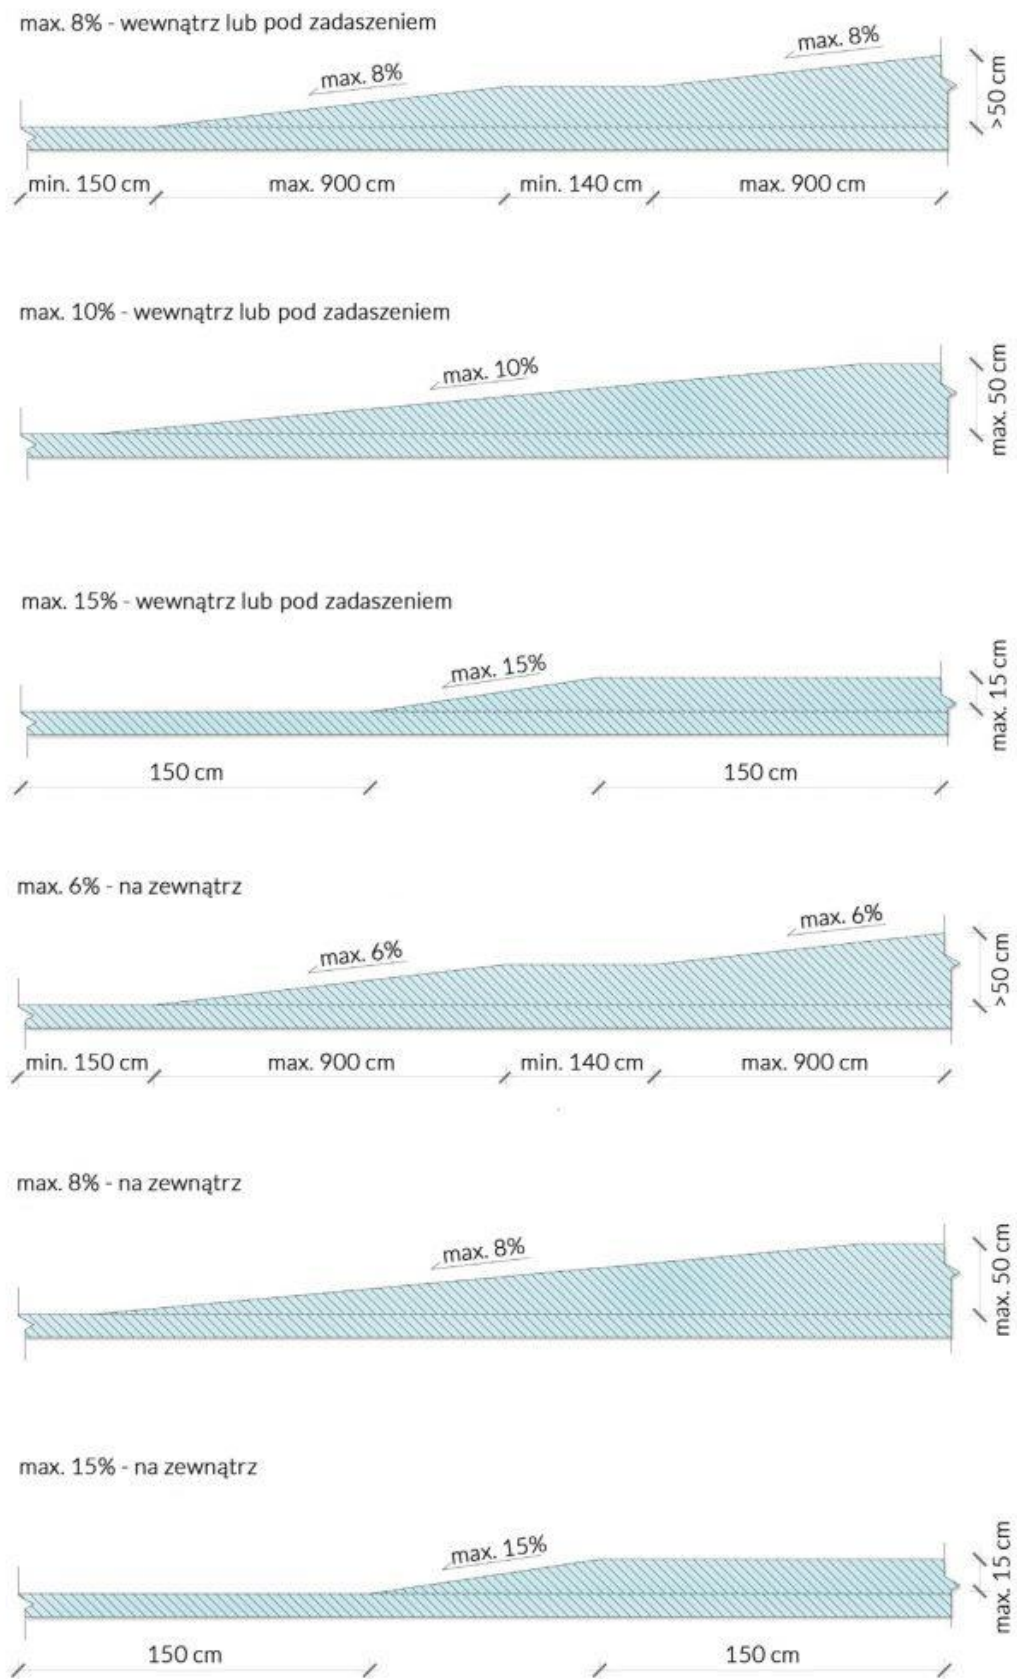 max. 8% - wewnątrz lub pod zadaszeniem
max. 8%
max. 8%
>50 cm
min. 150 cm
max. 900 cm
min. 140 cm
max. 900 cm
max. 10% - wewnątrz lub pod zadaszeniem
max. 10%
max. 50 cm
max. 15% - wewnątrz lub pod zadaszeniem
max. 15%
max. 15 cm
150 cm
150 cm
max. 6% - na zewnątrz
max. 6%
max. 6%
>50 cm
min. 150 cm
max. 900 cm
min. 140 cm
max. 900 cm
max. 8% - na zewnątrz
max. 8%
max. 50 cm
max. 15% - na zewnątrz
max. 15%
max. 15 cm
150 cm
150 cm